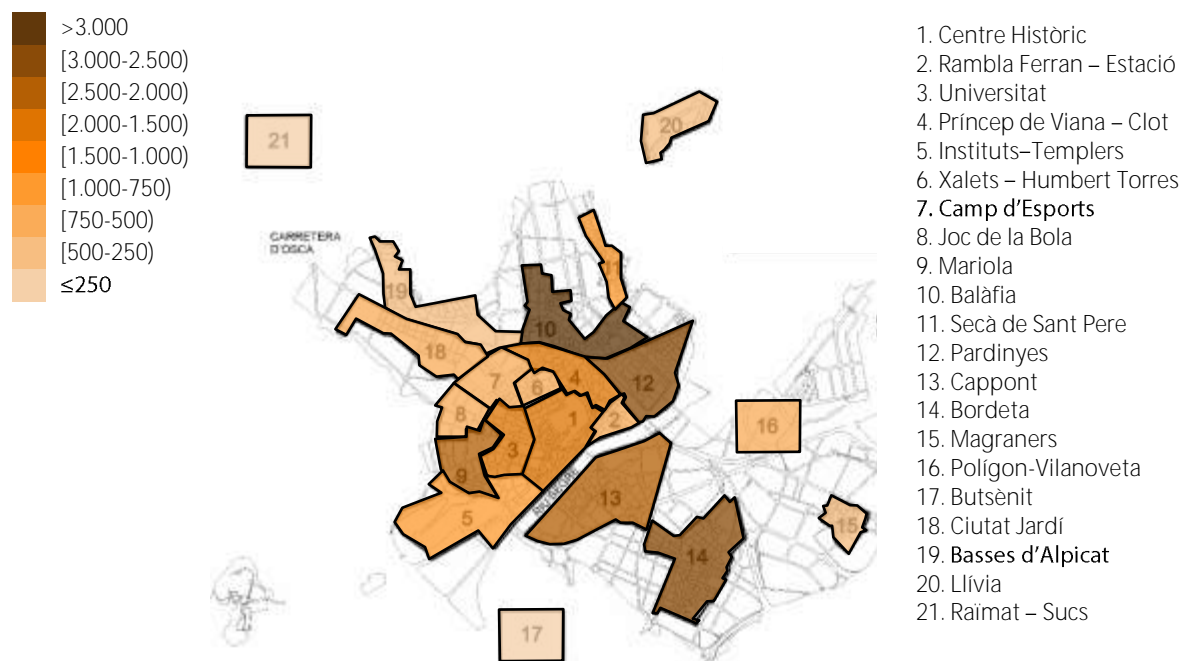 >3.000
[3.000-2.500)
[2.500-2.000)
[2.000-1.500)
[1.500-1.000)
[1.000-750)
[750-500)
[500-250)
≤250
1. Centre Històric
2. Rambla Ferran – Estació
3. Universitat
4. Príncep de Viana – Clot
5. Instituts–Templers
6. Xalets – Humbert Torres
7. Camp d'Esports
8. Joc de la Bola
9. Mariola
10. Balàfia
11. Secà de Sant Pere
12. Pardinyes
13. Cappont
14. Bordeta
15. Magraners
16. Polígon-Vilanoveta
17. Butsènit
18. Ciutat Jardí
19. Basses d'Alpicat
20. Llívia
21. Raïmat – Sucs
21
20
CARRETERA
D'OSCA
11
19
10
18
7
6
4
12
8
1
2
16
3
9
13
5
RIU SEGRE
15
14
17